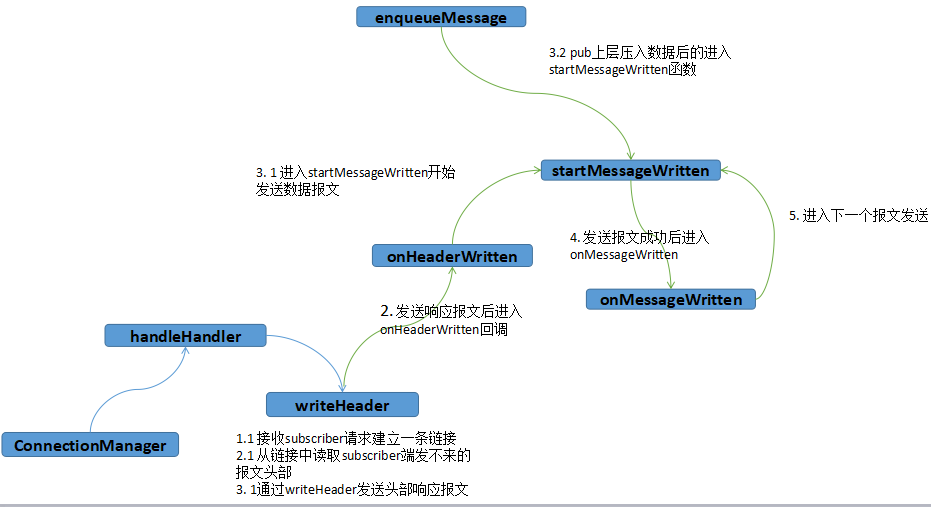 enqueueMessage
3.2 pub上层压入数据后的进入
startMessageWritten函数
startMessageWritten
3. 1 进入startMessageWritten开始
发送数据报文
5. 进入下一个报文发送
4. 发送报文成功后进入
onMessageWritten
onHeaderWritten
onMessageWritten
2. 发送响应报文后进入
onHeaderWritten回调
handleHandler
writeHeader
ConnectionManager
1.1 接收subscriber请求建立一条链接
2.1 从链接中读取subscriber端发不来的
报文头部
3. 1通过writeHeader发送头部响应报文